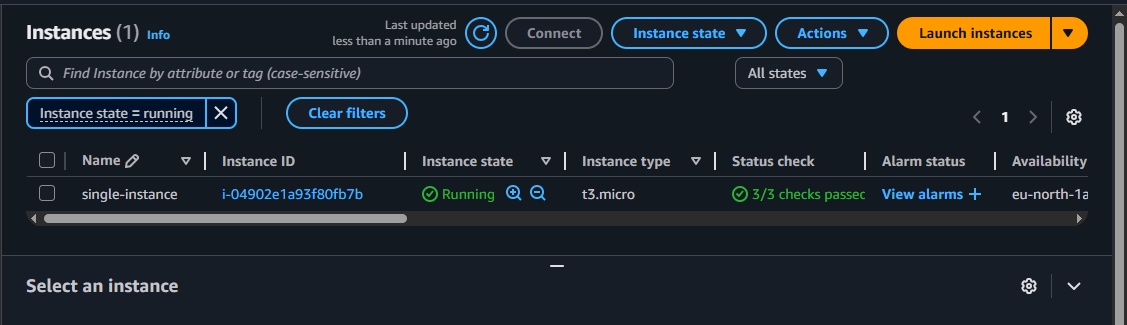 Instances (1) Info
Last updated
less than a minute ago
Connect
Instance state
Actions
Launch instances
Find Instance by attribute or tag (case-sensitive)
All states
Instance state = running
Clear filters
1
Name Instance ID Instance state Instance type Status check Alarm status Availability
single-instance i-04902e1a93f80fb7b Running t3.micro 3/3 checks passec View alarms + eu-north-1a
Select an instance